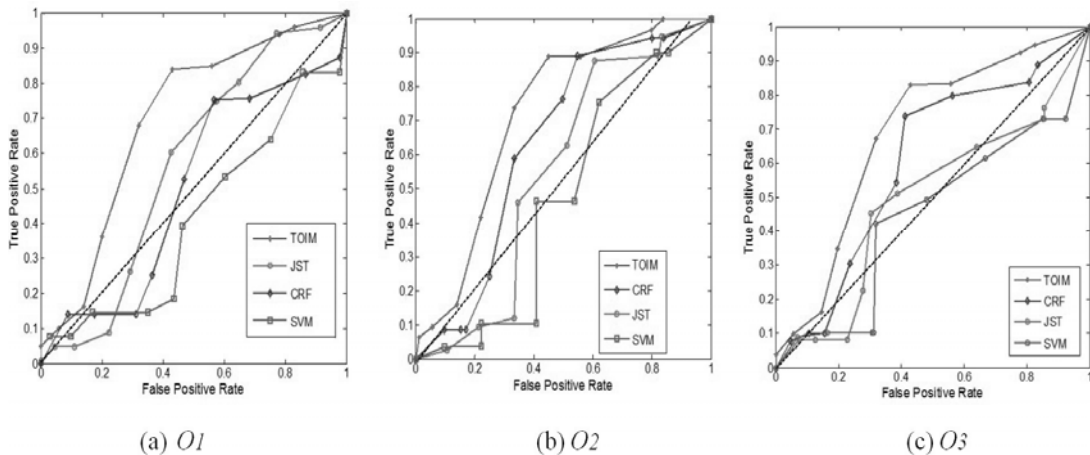 1
0.9
0.8
0.7
0.6
0.5
0.4
0.3
0.2
0.1
0
True Positive Rate
0 0.2 0.4 0.6 0.8 1
False Positive Rate
TOIM
JST
CRF
SVM
(a) O1
1
0.9
0.8
0.7
0.6
0.5
0.4
0.3
0.2
0.1
0
True Positive Rate
0 0.2 0.4 0.6 0.8 1
False Positive Rate
TOIM
CRF
JST
SVM
(b) O2
1
0.9
0.8
0.7
0.6
0.5
0.4
0.3
0.2
0.1
0
True Positive Rate
0 0.2 0.4 0.6 0.8 1
False Positive Rate
TOIM
CRF
JST
SVM
(c) O3